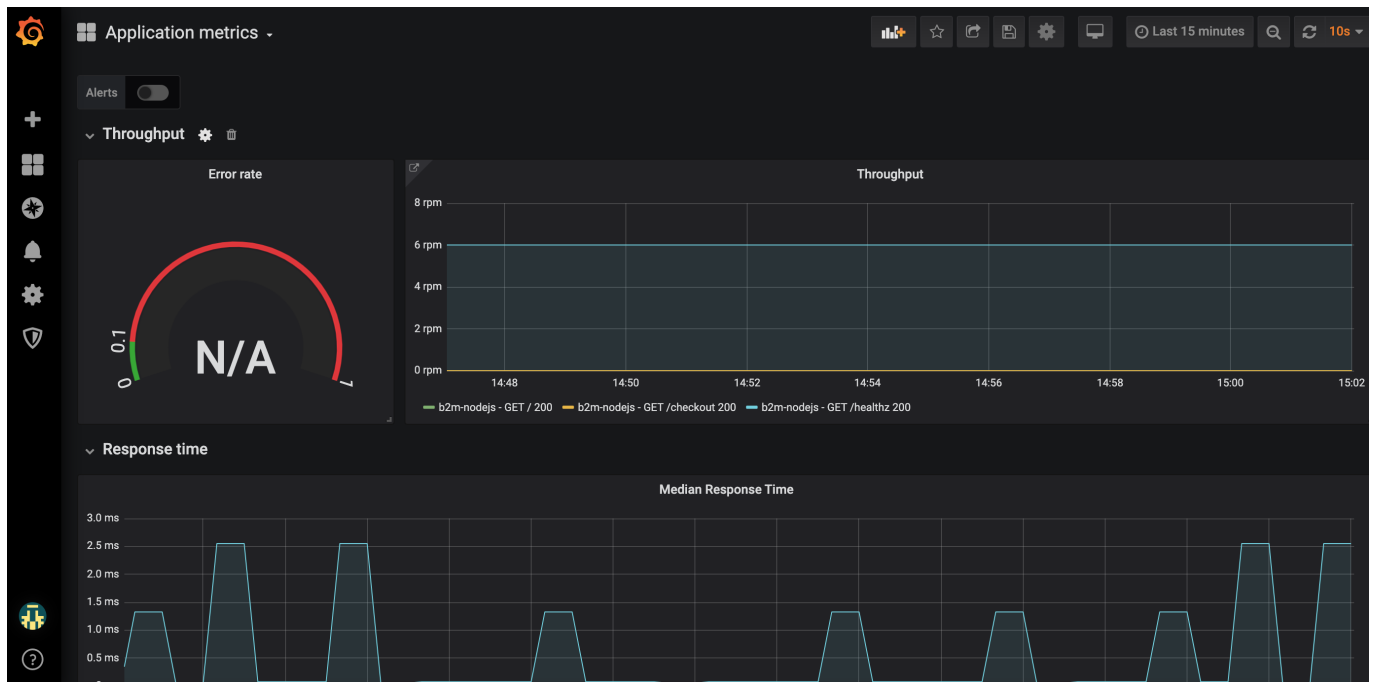 Application metrics
Last 15 minutes
10s
Alerts
Throughput
Error rate
0
0.1
1
N/A
Throughput
8 rpm
6 rpm
4 rpm
2 rpm
0 rpm
14:48 14:50 14:52 14:54 14:56 14:58 15:00 15:02
b2m-nodejs - GET / 200 b2m-nodejs - GET /checkout 200 b2m-nodejs - GET /healthz 200
Response time
Median Response Time
3.0 ms
2.5 ms
2.0 ms
1.5 ms
1.0 ms
0.5 ms